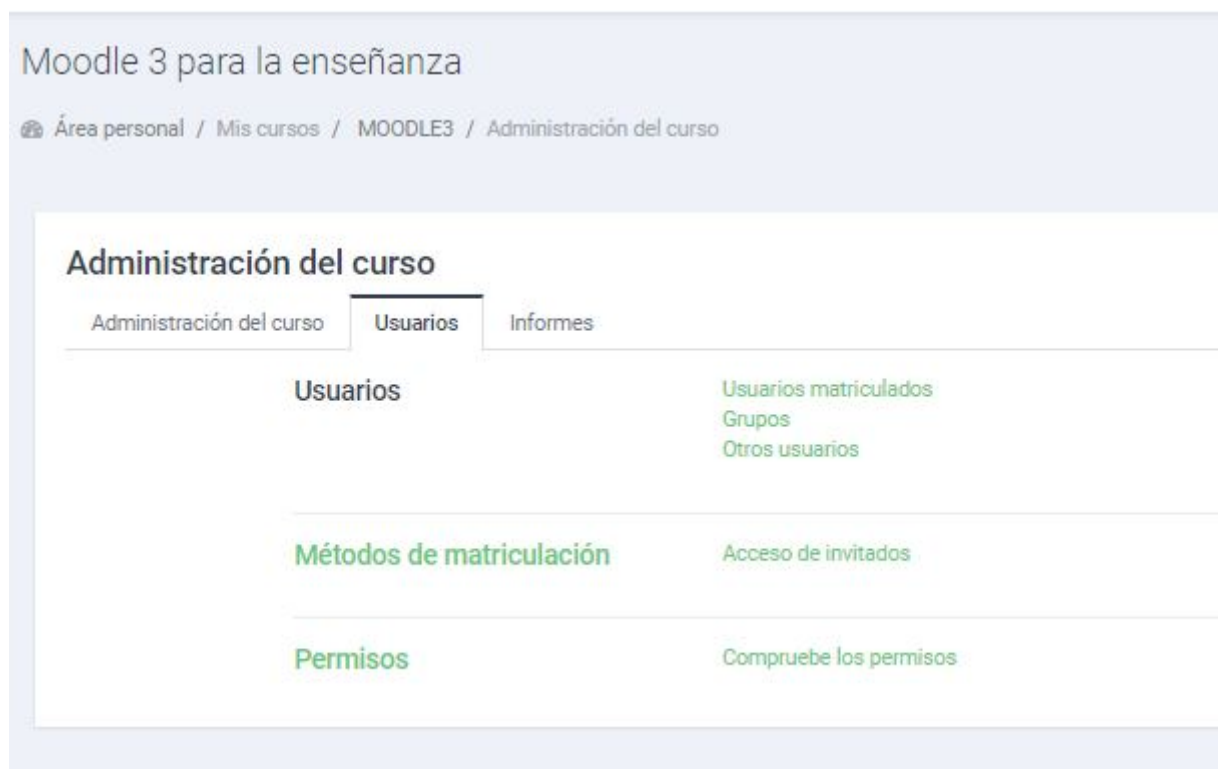 Moodle 3 para la enseñanza
Área personal / Mis cursos / MOODLE3 / Administración del curso
Administración del curso
Administración del curso Usuarios Informes
Usuarios Usuarios matriculados
Grupos
Otros usuarios
Métodos de matriculación Acceso de invitados
Permisos Compruebe los permisos